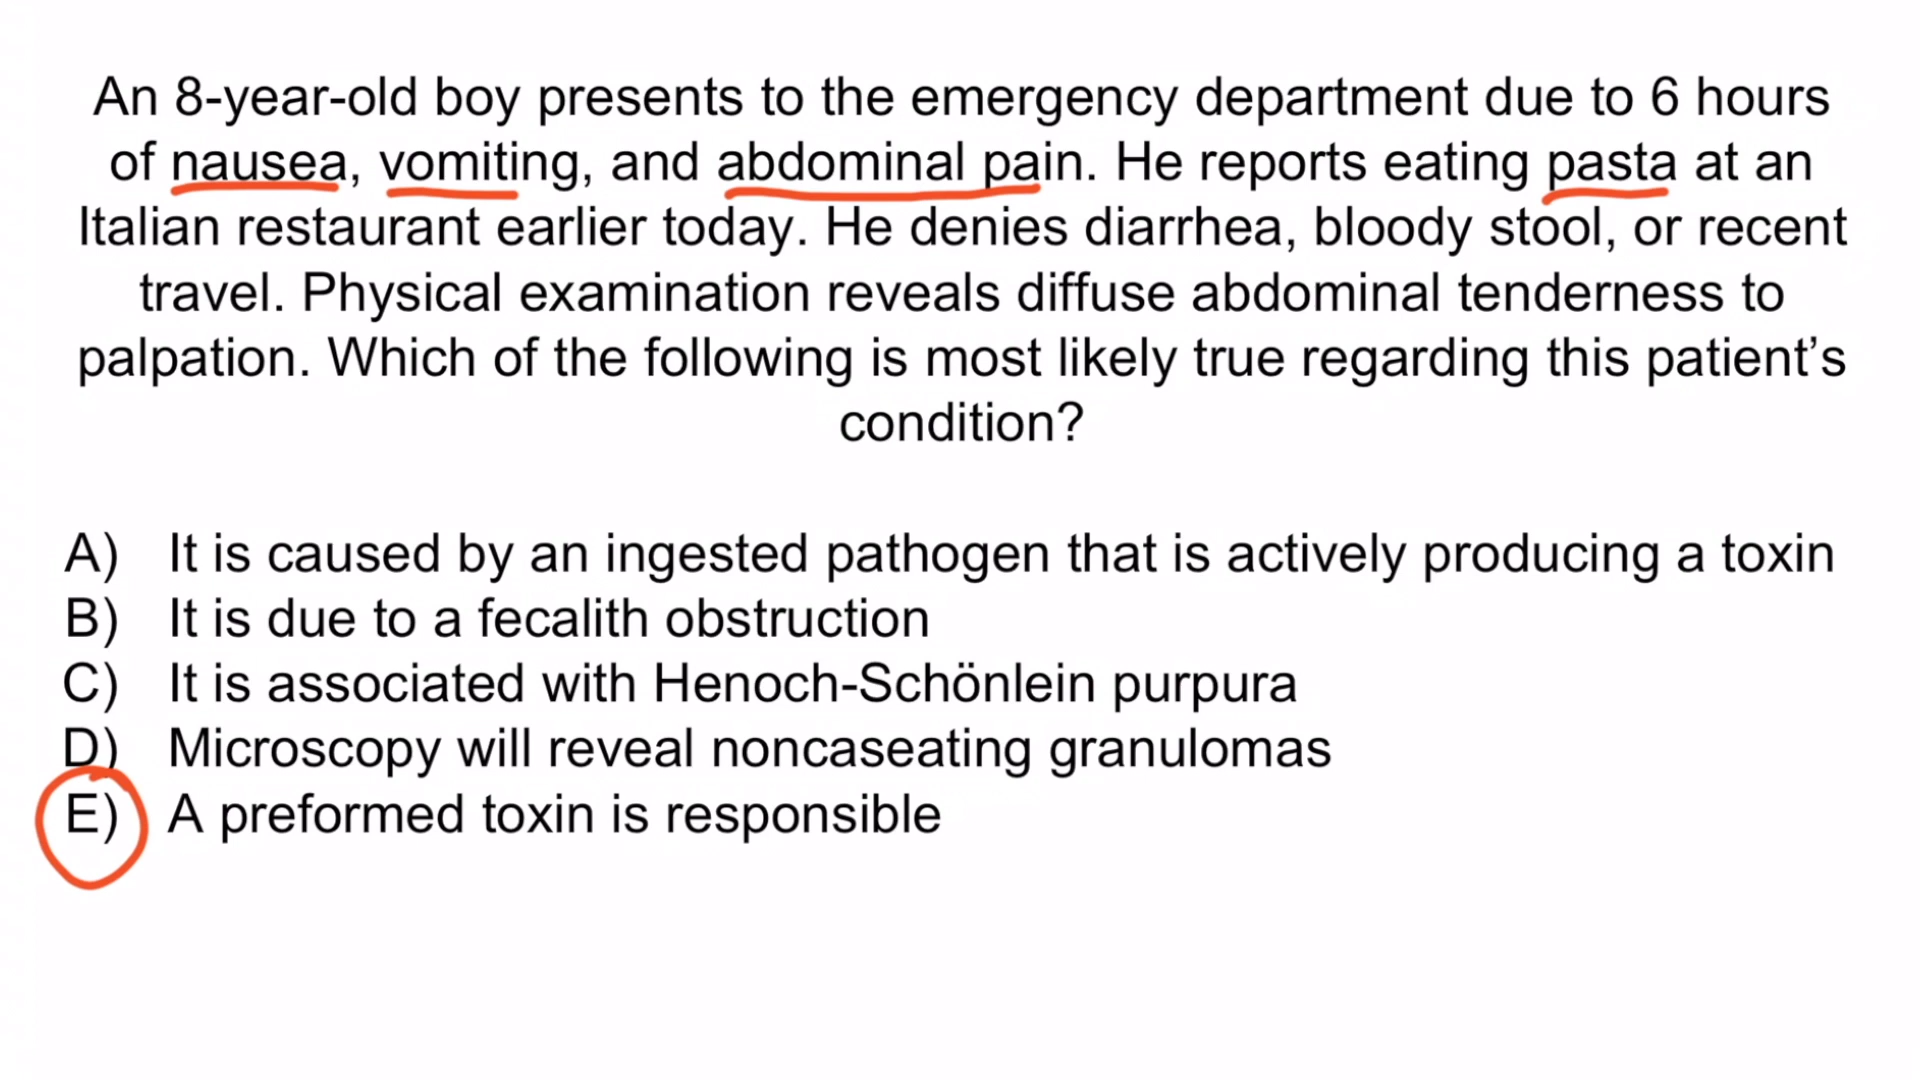 An 8-year-old boy presents to the emergency department due to 6 hours
of nausea, vomiting, and abdominal pain. He reports eating pasta at an
Italian restaurant earlier today. He denies diarrhea, bloody stool, or recent
travel. Physical examination reveals diffuse abdominal tenderness to
palpation. Which of the following is most likely true regarding this patient’s
condition?
A) It is caused by an ingested pathogen that is actively producing a toxin
B) It is due to a fecalith obstruction
C) It is associated with Henoch-Schönlein purpura
D) Microscopy will reveal noncaseating granulomas
E) A preformed toxin is responsible